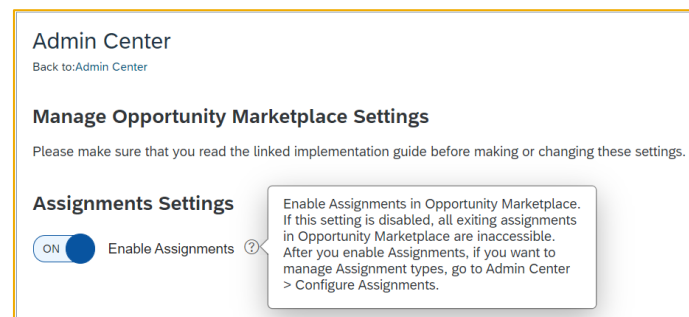 Admin Center
Back to:Admin Center
Manage Opportunity Marketplace Settings
Please make sure that you read the linked implementation guide before making or changing these settings.
Assignments Settings
ON Enable Assignments ?
Enable Assignments in Opportunity Marketplace.
If this setting is disabled, all exiting assignments
in Opportunity Marketplace are inaccessible.
After you enable Assignments, if you want to
manage Assignment types, go to Admin Center
> Configure Assignments.